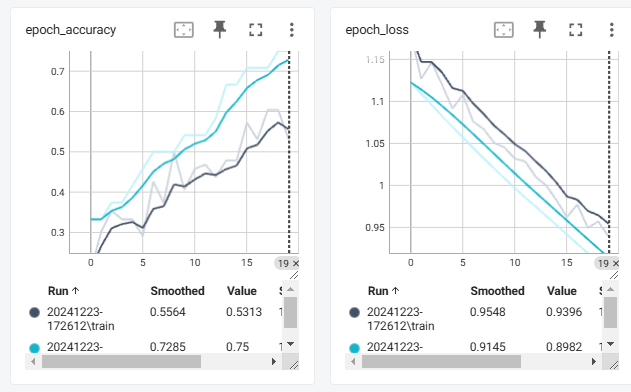 epoch_accuracy
0.7
0.6
0.5
0.4
0.3
0 5 10 15 19 ×
Run ↑ Smoothed Value
20241223-172612\train 0.5564 0.5313
20241223- 0.7285 0.75
epoch_loss
1.15
1.1
1.05
1
0.95
0 5 10 15 19 ×
Run ↑ Smoothed Value
20241223-172612\train 0.9548 0.9396
20241223- 0.9145 0.8982